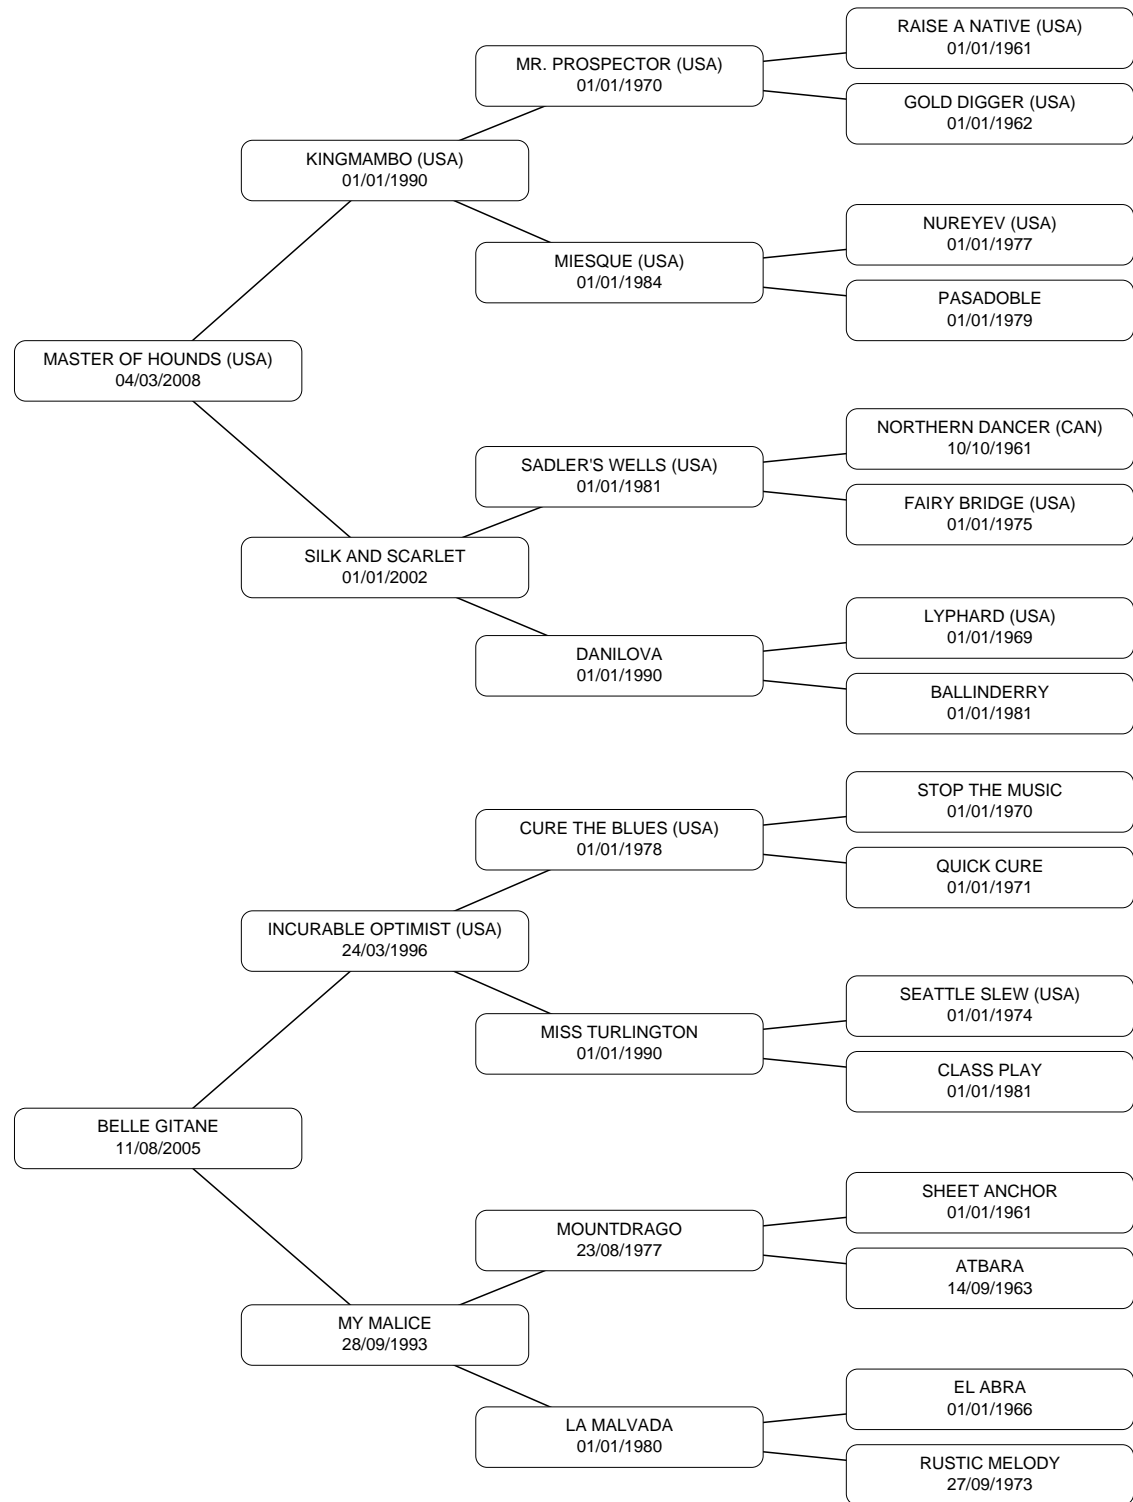 RAISE A NATIVE (USA)
01/01/1961
MR. PROSPECTOR (USA)
01/01/1970
GOLD DIGGER (USA)
01/01/1962
KINGMAMBO (USA)
01/01/1990
NUREYEV (USA)
01/01/1977
MIESQUE (USA)
01/01/1984
PASADOBLE
01/01/1979
MASTER OF HOUNDS (USA)
04/03/2008
NORTHERN DANCER (CAN)
10/10/1961
SADLER'S WELLS (USA)
01/01/1981
FAIRY BRIDGE (USA)
01/01/1975
SILK AND SCARLET
01/01/2002
LYPHARD (USA)
01/01/1969
DANILOVA
01/01/1990
BALLINDERRY
01/01/1981
STOP THE MUSIC
01/01/1970
CURE THE BLUES (USA)
01/01/1978
QUICK CURE
01/01/1971
INCURABLE OPTIMIST (USA)
24/03/1996
SEATTLE SLEW (USA)
01/01/1974
MISS TURLINGTON
01/01/1990
CLASS PLAY
01/01/1981
BELLE GITANE
11/08/2005
SHEET ANCHOR
01/01/1961
MOUNTDRAGO
23/08/1977
ATBARA
14/09/1963
MY MALICE
28/09/1993
EL ABRA
01/01/1966
LA MALVADA
01/01/1980
RUSTIC MELODY
27/09/1973